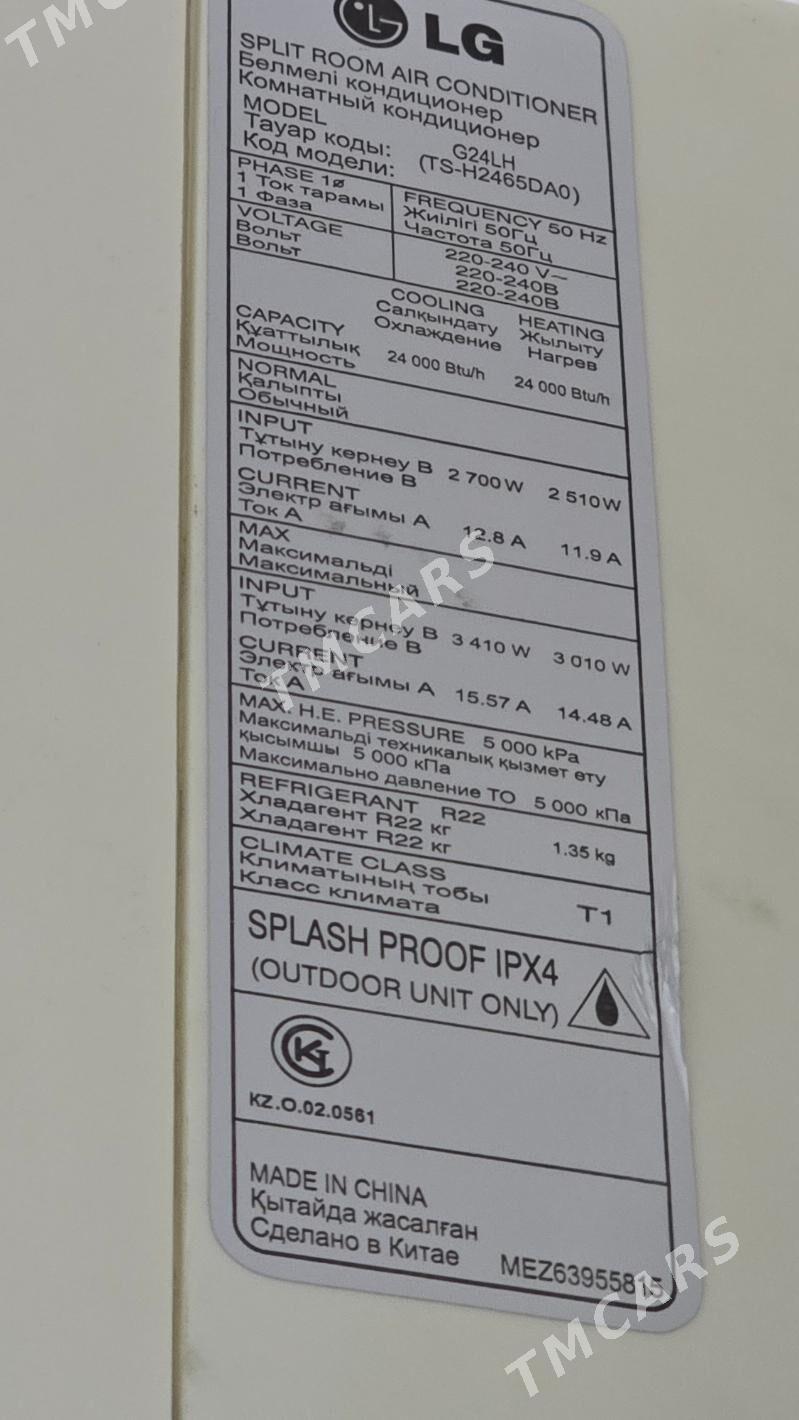 TMCARS
LG
SPLIT ROOM AIR CONDITIONER
Бөлмелі кондиционер
Комнатный кондиционер
MODEL
Тауар коды: G24LH
Код модели: (TS-H2465DA0)
PHASE 1ø
1 Ток тарамы
1 Фаза
FREQUENCY 50 Hz
Жиілігі 50Гц
Частота 50Гц
VOLTAGE
Вольт
Вольт
220-240 V~
220-240В
220-240В
COOLING HEATING
Салқындату Жылыту
Охлаждение Нагрев
CAPACITY
Қуаттылық
Мощность 24 000 Btu/h 24 000 Btu/h
NORMAL
Қалыпты
Обычный
INPUT
Тұтыну кернеу В 2 700 W 2 510 W
Потребление В
CURRENT
Электр ағымы А 12.8 A 11.9 A
Ток А
MAX
Максимальді
Максимальный
INPUT
Тұтыну кернеу В 3 410 W 3 010 W
Потребление В
CURRENT
Электр ағымы А 15.57 A 14.48 A
Ток А
MAX. H.E. PRESSURE 5 000 kPa
Максимальді техникалық қызмет ету
қысымшы 5 000 кПа
Максимально давление ТО 5 000 кПа
REFRIGERANT R22
Хладагент R22 кг 1.35 kg
Хладагент R22 кг
CLIMATE CLASS
Климатының тобы T1
Класс климата
SPLASH PROOF IPX4
(OUTDOOR UNIT ONLY)
KZ.O.02.0561
MADE IN CHINA
Қытайда жасалған
Сделано в Китае MEZ63955815
TMCARS
TMCARS